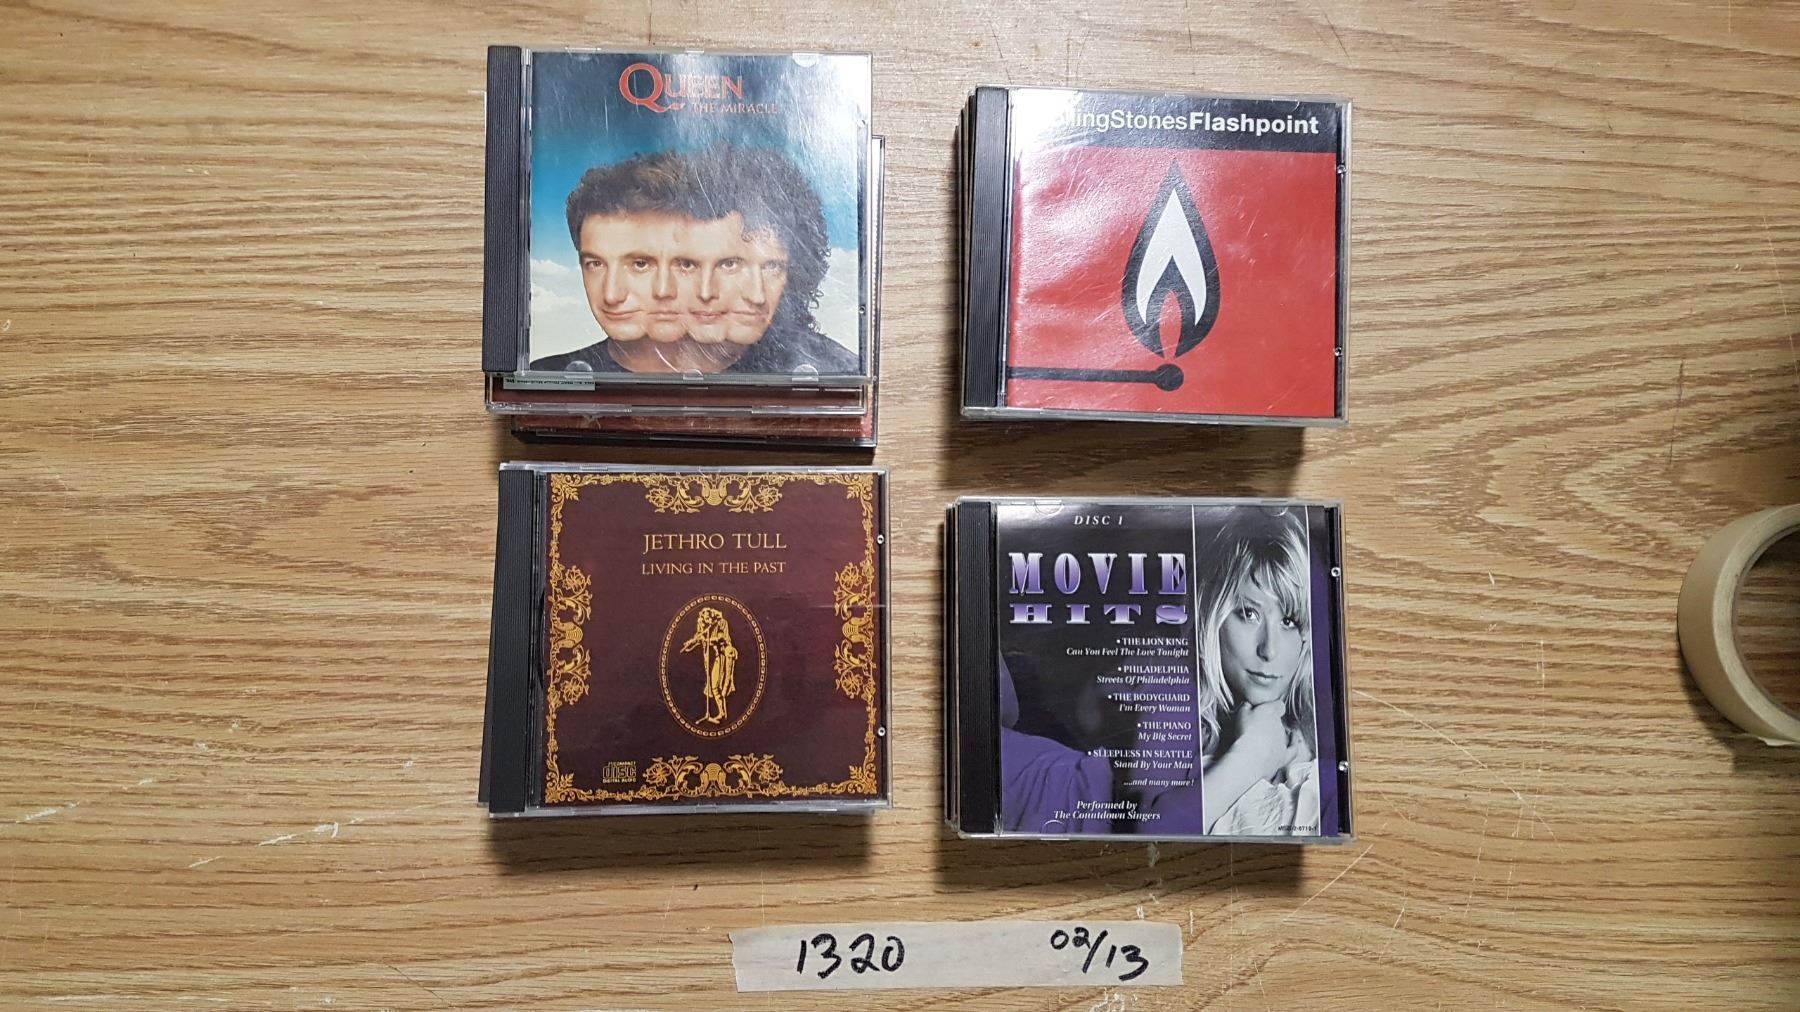 QUEEN
THE MIRACLE
StonesFlashpoint
JETHRO TULL
LIVING IN THE PAST
COMPACT
disc
DIGITAL AUDIO
DISC 1
MOVIE
HITS
• THE LION KING
Can You Feel The Love Tonight
• PHILADELPHIA
Streets Of Philadelphia
• THE BODYGUARD
I'm Every Woman
• THE PIANO
My Big Secret
• SLEEPLESS IN SEATTLE
Stand By Your Man
....and many more!
Performed by
The Countdown Singers
1320 02/13